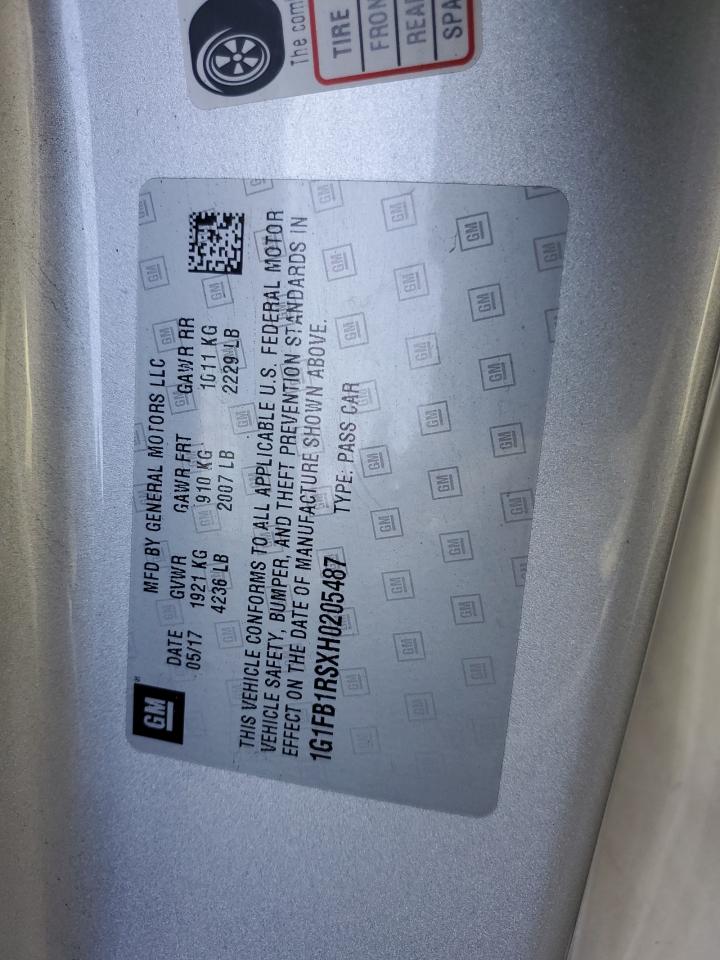 The com
TIRE
FRON
REAR
SPA
GM
MFD BY GENERAL MOTORS LLC
DATE GVWR GAWR FRT GAWR RR
05/17 1921 KG 910 KG 1011 KG
4236 LB 2007 LB 2229 LB
THIS VEHICLE CONFORMS TO ALL APPLICABLE U.S. FEDERAL MOTOR
VEHICLE SAFETY, BUMPER, AND THEFT PREVENTION STANDARDS IN
EFFECT ON THE DATE OF MANUFACTURE SHOWN ABOVE.
1G1FB1RSXH0205487 TYPE: PASS CAR